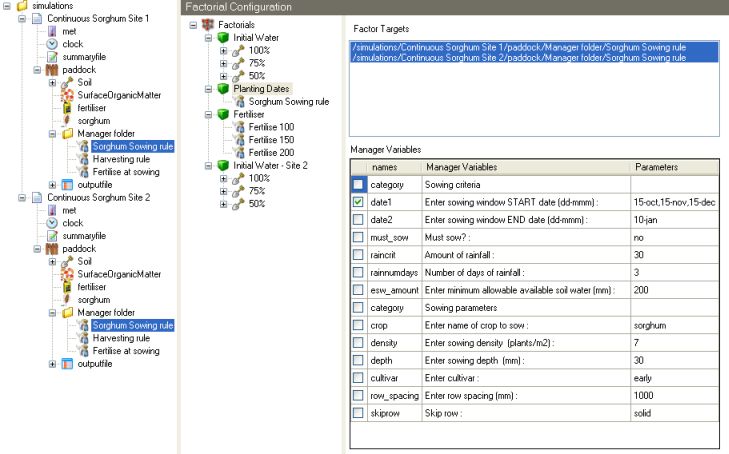 simulations
Continuous Sorghum Site 1
met
clock
summaryfile
paddock
Soil
SurfaceOrganicMatter
fertiliser
sorghum
Manager folder
Sorghum Sowing rule
Harvesting rule
Fertilise at sowing
outputfile
Continuous Sorghum Site 2
met
clock
summaryfile
paddock
Soil
SurfaceOrganicMatter
fertiliser
sorghum
Manager folder
Sorghum Sowing rule
Harvesting rule
Fertilise at sowing
outputfile
Factorial Configuration
Factorials
Initial Water
100%
75%
50%
Planting Dates
Sorghum Sowing rule
Fertiliser
Fertilise 100
Fertilise 150
Fertilise 200
Initial Water - Site 2
100%
75%
50%
Factor Targets
/simulations/Continuous Sorghum Site 1/paddock/Manager folder/Sorghum Sowing rule
/simulations/Continuous Sorghum Site 2/paddock/Manager folder/Sorghum Sowing rule
Manager Variables
names Manager Variables Parameters
category Sowing criteria
date1 Enter sowing window START date (dd-mmm) : 15-oct,15-nov,15-dec
date2 Enter sowing window END date (dd-mmm) : 10-jan
must_sow Must sow? : no
raincrit Amount of rainfall : 30
rainnumdays Number of days of rainfall : 3
esw_amount Enter minimum allowable available soil water (mm) : 200
category Sowing parameters
crop Enter name of crop to sow : sorghum
density Enter sowing density (plants/m2) : 7
depth Enter sowing depth (mm) : 30
cultivar Enter cultivar : early
row_spacing Enter row spacing (mm) : 1000
skiprow Skip row : solid